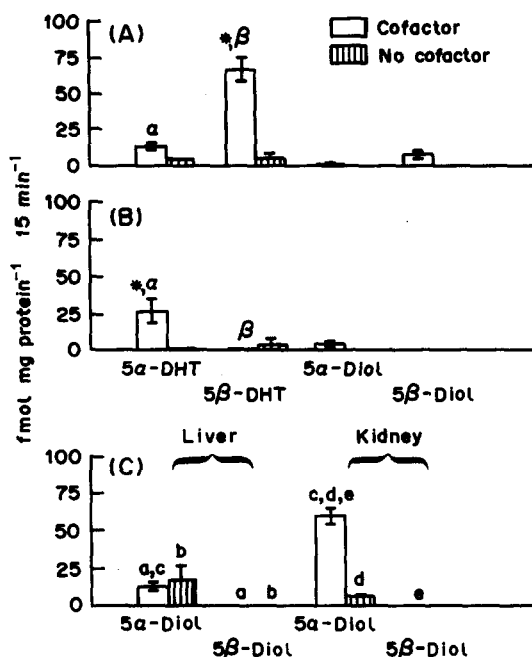 fmol mg protein⁻¹ 15 min⁻¹
(A)
100
75
50
25
0
Cofactor
No cofactor
α
*,β
(B)
100
75
50
25
0
*,α
β
5α-DHT
5β-DHT
5α-Diol
5β-Diol
Liver
Kidney
(C)
100
75
50
25
0
a,c
b
a
b
c,d,e
d
e
5α-Diol
5β-Diol
5α-Diol
5β-Diol